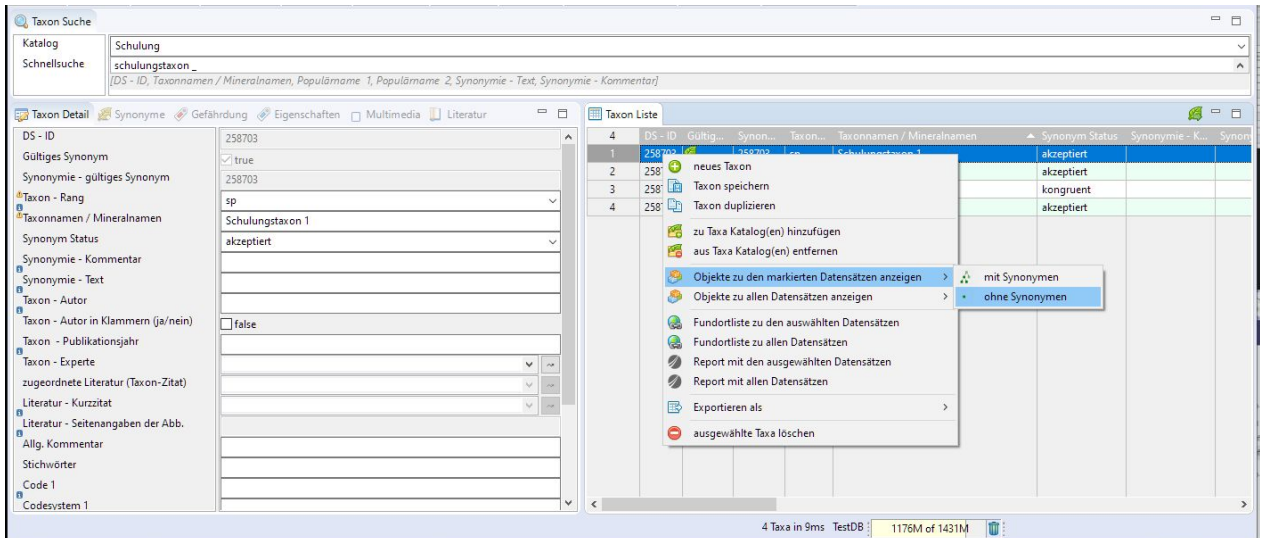 Taxon Suche
Katalog Schulung
Schnellsuche schulungstaxon _
[DS - ID, Taxonnamen / Mineralnamen, Populärname 1, Populärname 2, Synonymie - Text, Synonymie - Kommentar]
Taxon Detail Synonyme Gefährdung Eigenschaften Multimedia Literatur
DS - ID 258703
Gültiges Synonym true
Synonymie - gültiges Synonym 258703
Taxon - Rang sp
Taxonnamen / Mineralnamen Schulungstaxon 1
Synonym Status akzeptiert
Synonymie - Kommentar
Synonymie - Text
Taxon - Autor
Taxon - Autor in Klammern (ja/nein) false
Taxon - Publikationsjahr
Taxon - Experte
zugeordnete Literatur (Taxon-Zitat)
Literatur - Kurzzitat
Literatur - Seitenangaben der Abb.
Allg. Kommentar
Stichwörter
Code 1
Codesystem 1
Taxon Liste
4 DS - ID Gültig... Synon... Taxon... Taxonnamen / Mineralnamen Synonym Status Synonymie - K... Synony
1 258703 258703 sp Schulungstaxon 1 akzeptiert
2 258 akzeptiert
3 258 kongruent
4 258 akzeptiert
neues Taxon
Taxon speichern
Taxon duplizieren
zu Taxa Katalog(en) hinzufügen
aus Taxa Katalog(en) entfernen
Objekte zu den markierten Datensätzen anzeigen
Objekte zu allen Datensätzen anzeigen
Fundortliste zu den auswählten Datensätzen
Fundortliste zu allen Datensätzen
Report mit den ausgewählten Datensätzen
Report mit allen Datensätzen
Exportieren als
ausgewählte Taxa löschen
mit Synonymen
ohne Synonymen
4 Taxa in 9ms TestDB 1176M of 1431M